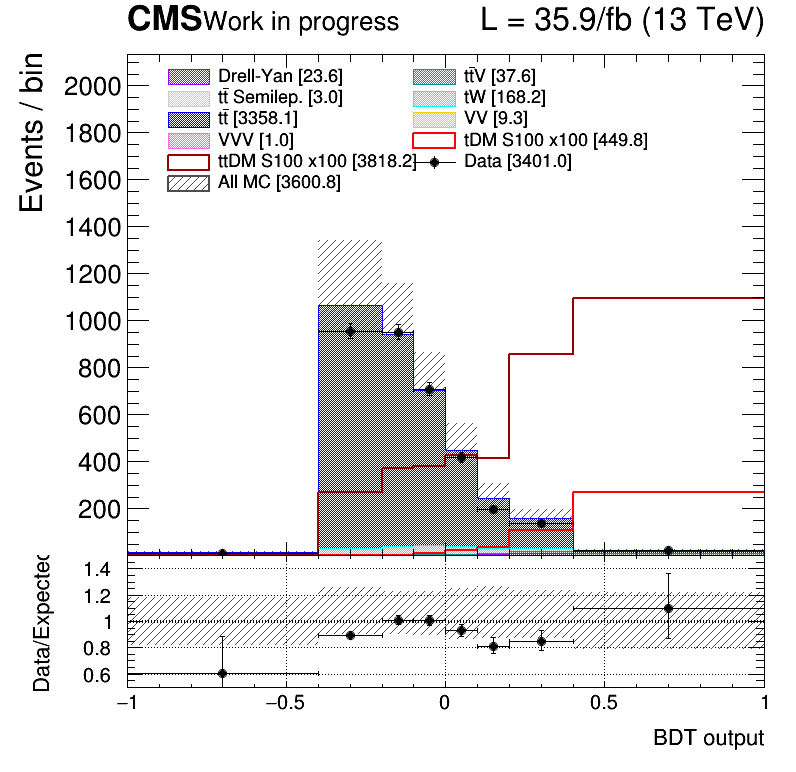 CMS Work in progress L = 35.9/fb (13 TeV)
Events / bin
2000
1800
1600
1400
1200
1000
800
600
400
200
Drell-Yan [23.6]
tt̄V [37.6]
tt̄ Semilep. [3.0]
tW [168.2]
tt̄ [3358.1]
VV [9.3]
VVV [1.0]
tDM S100 x100 [449.8]
ttDM S100 x100 [3818.2]
Data [3401.0]
All MC [3600.8]
Data/Expected
1.4
1.2
1
0.8
0.6
−1 −0.5 0 0.5 1
BDT output